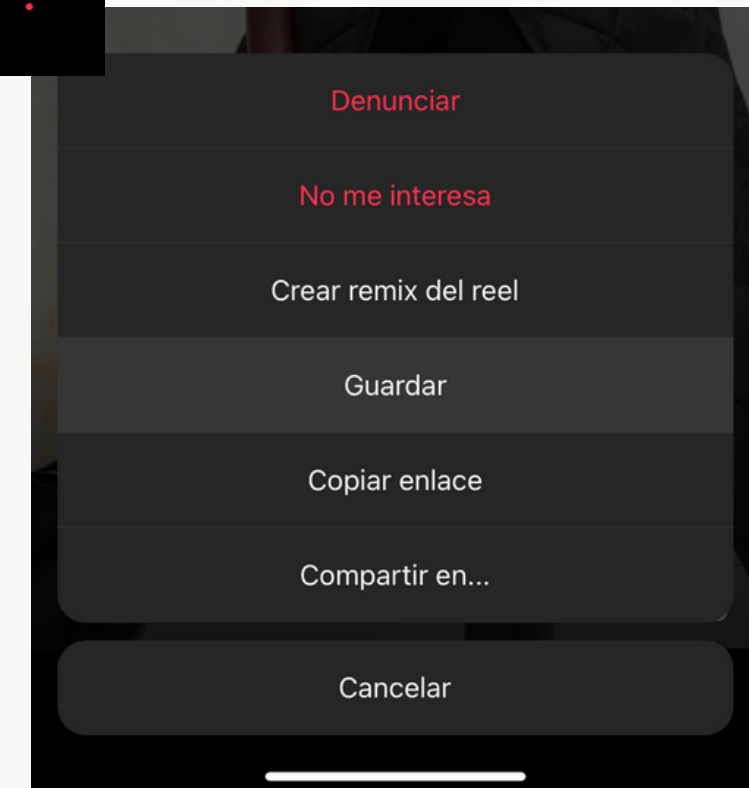 Denunciar
No me interesa
Crear remix del reel
Guardar
Copiar enlace
Compartir en...
Cancelar